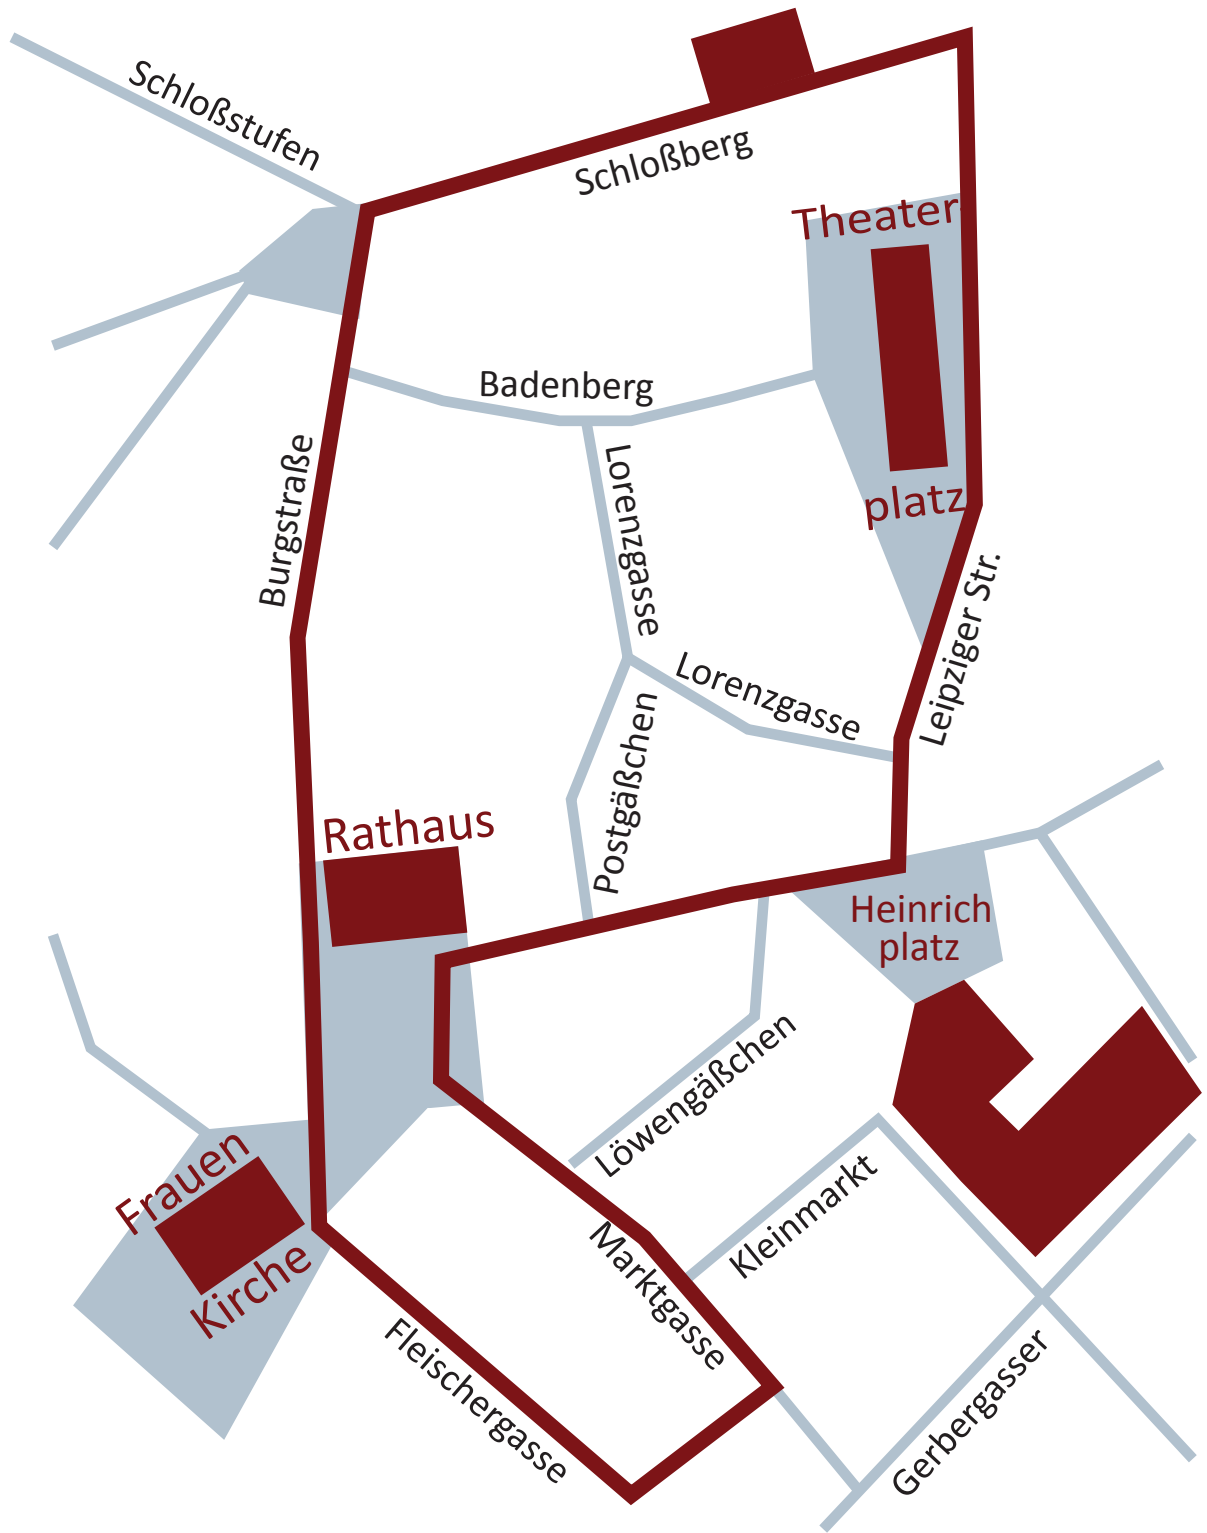 Schloßstufen
Schloßberg
Theater
platz
Badenberg
Burgstraße
Lorenzgasse
Leipziger Str.
Lorenzgasse
Postgäßchen
Rathaus
Heinrich
platz
Löwengäßchen
Frauen
Kirche
Kleinmarkt
Marktgasse
Fleischergasse
Gerbergasser